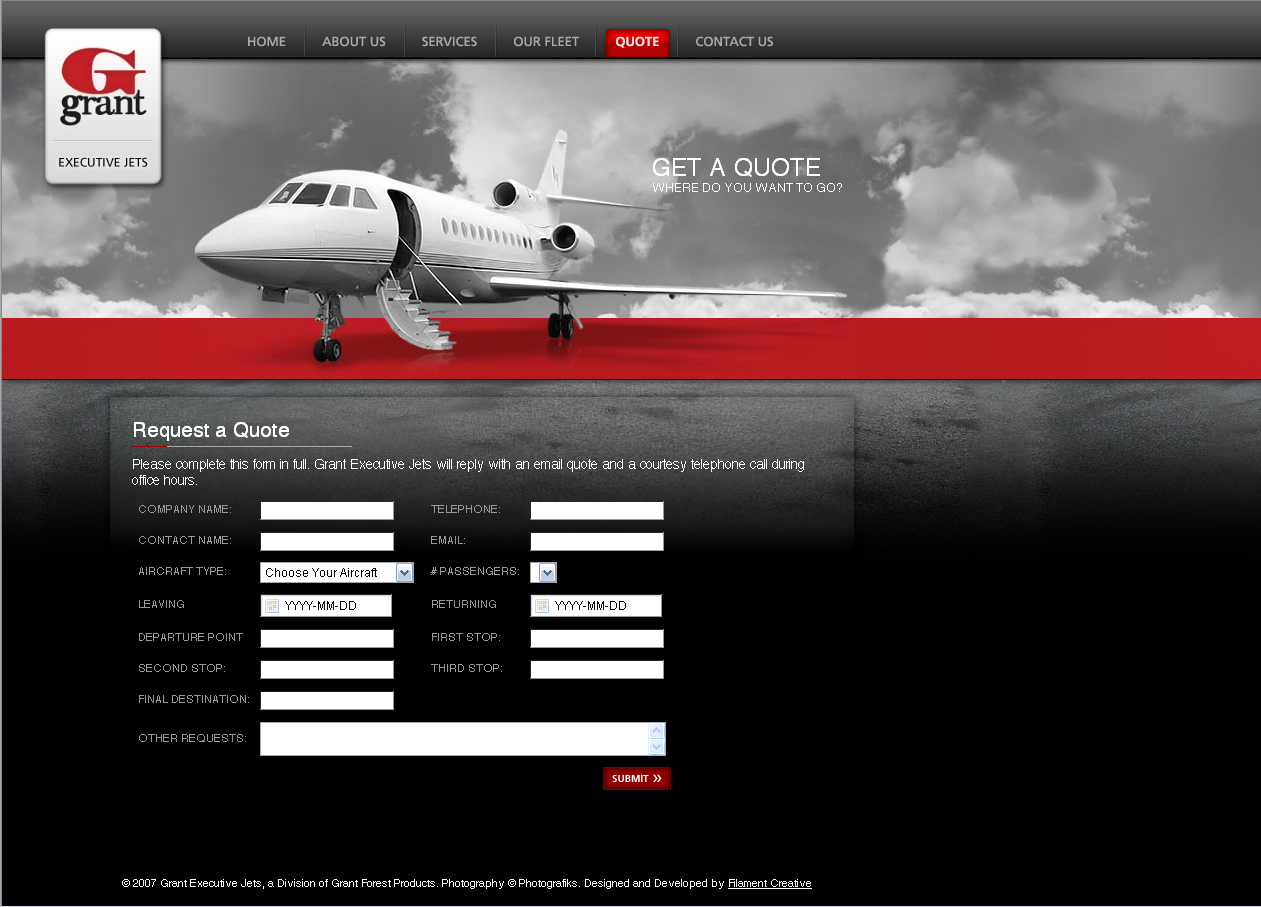 HOME ABOUT US SERVICES OUR FLEET QUOTE CONTACT US
G
grant
EXECUTIVE JETS
GET A QUOTE
WHERE DO YOU WANT TO GO?
Request a Quote
Please complete this form in full. Grant Executive Jets will reply with an email quote and a courtesy telephone call during
office hours.
COMPANY NAME: TELEPHONE:
CONTACT NAME: EMAIL:
AIRCRAFT TYPE: Choose Your Aircraft # PASSENGERS:
LEAVING YYYY-MM-DD RETURNING YYYY-MM-DD
DEPARTURE POINT FIRST STOP:
SECOND STOP: THIRD STOP:
FINAL DESTINATION:
OTHER REQUESTS:
SUBMIT »
© 2007 Grant Executive Jets, a Division of Grant Forest Products. Photography © Photografiks. Designed and Developed by Filament Creative